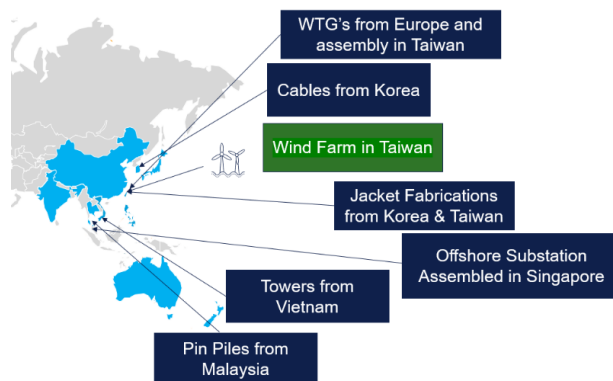 WTG's from Europe and
assembly in Taiwan
Cables from Korea
Wind Farm in Taiwan
Jacket Fabrications
from Korea & Taiwan
Offshore Substation
Assembled in Singapore
Towers from
Vietnam
Pin Piles from
Malaysia